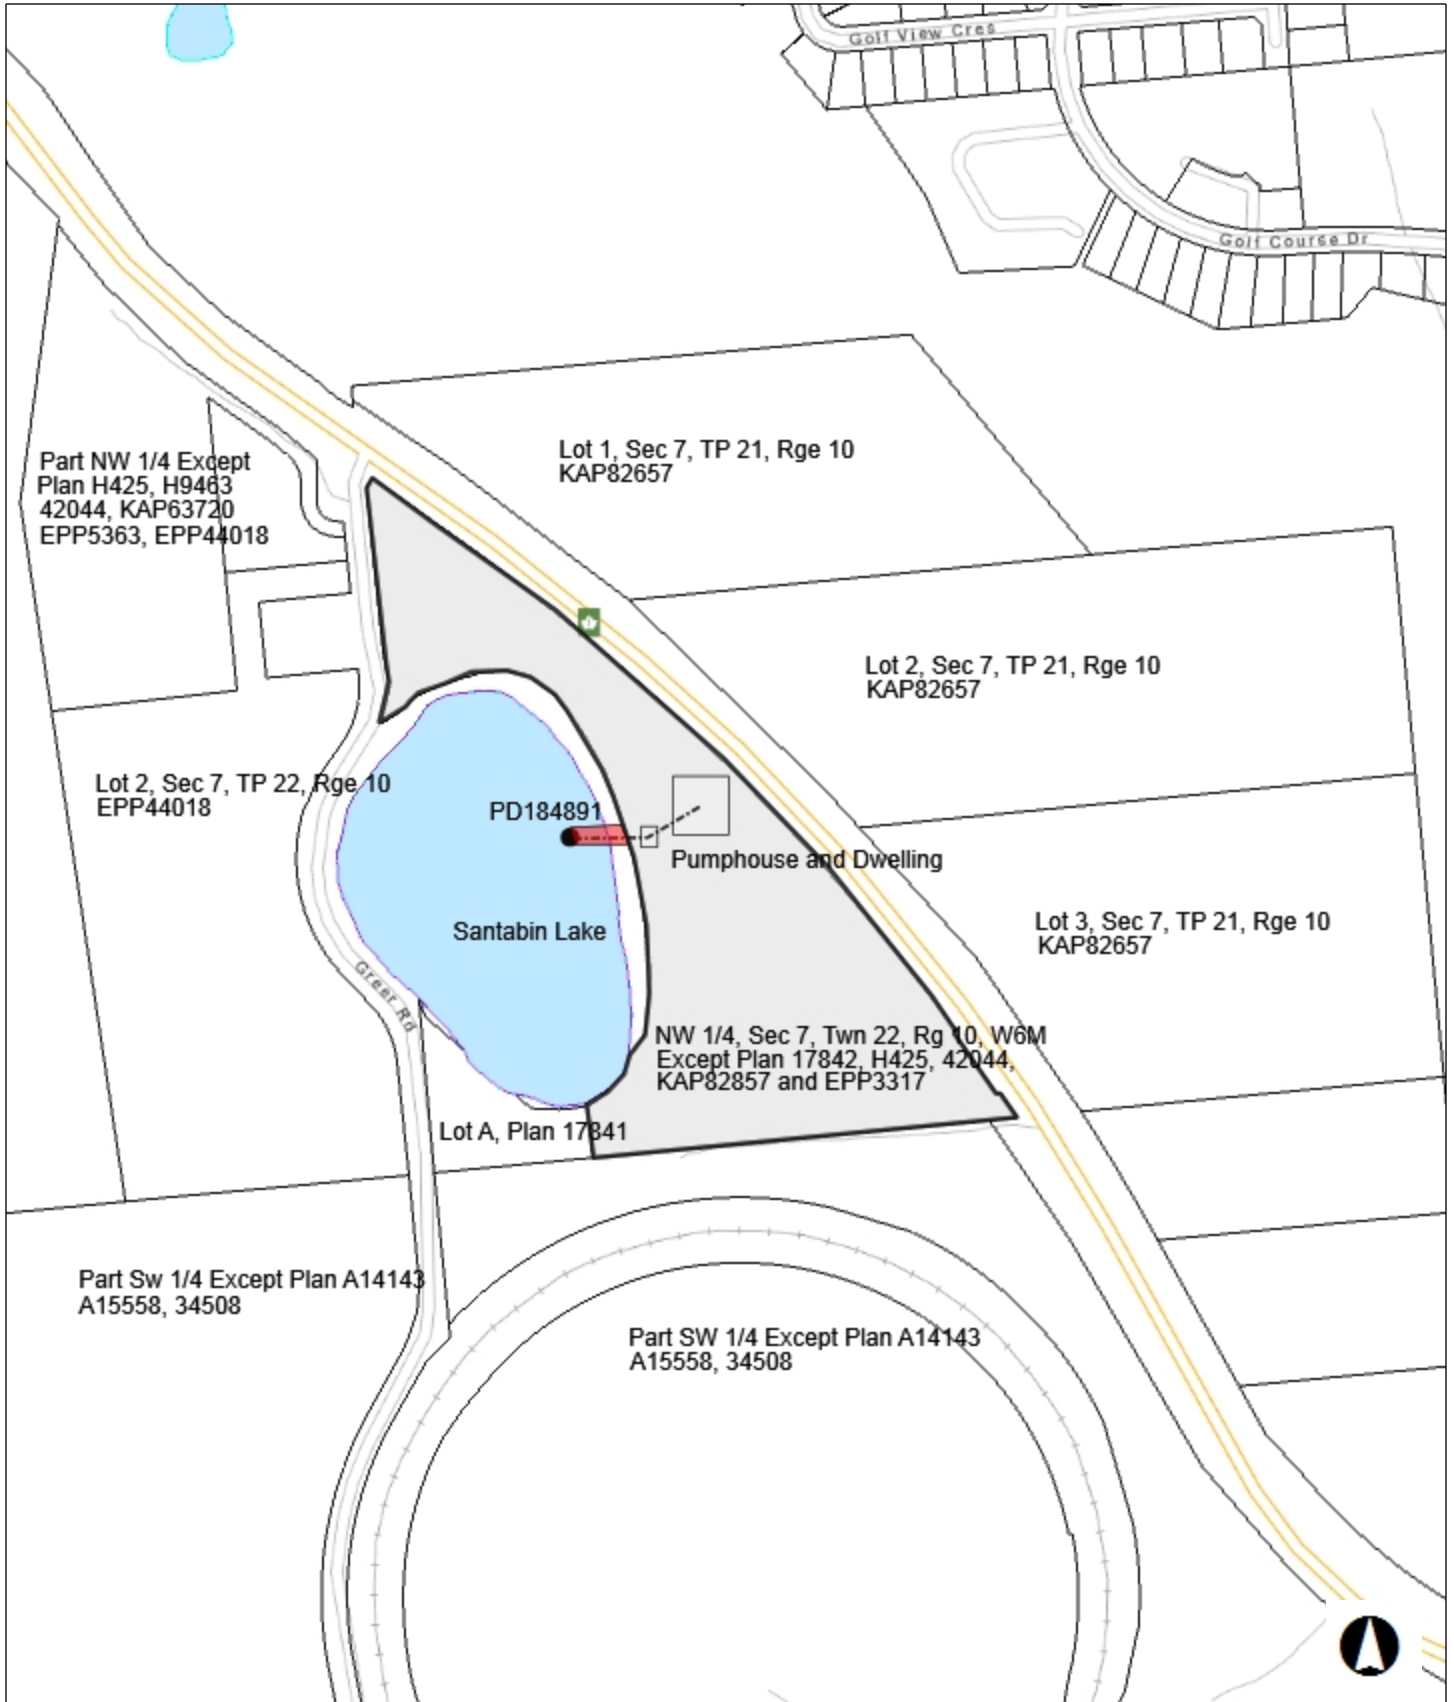 Golf View Cres
Golf Course Dr
Lot 1, Sec 7, TP 21, Rge 10
KAP82657
Part NW 1/4 Except
Plan H425, H9463
42044, KAP63720
EPP5363, EPP44018
Lot 2, Sec 7, TP 21, Rge 10
KAP82657
Lot 2, Sec 7, TP 22, Rge 10
EPP44018
PD184891
Pumphouse and Dwelling
Santabin Lake
Lot 3, Sec 7, TP 21, Rge 10
KAP82657
Greer Rd
NW 1/4, Sec 7, Twn 22, Rg 10, W6M
Except Plan 17842, H425, 42044,
KAP82857 and EPP3317
Lot A, Plan 17841
Part Sw 1/4 Except Plan A14143
A15558, 34508
Part SW 1/4 Except Plan A14143
A15558, 34508